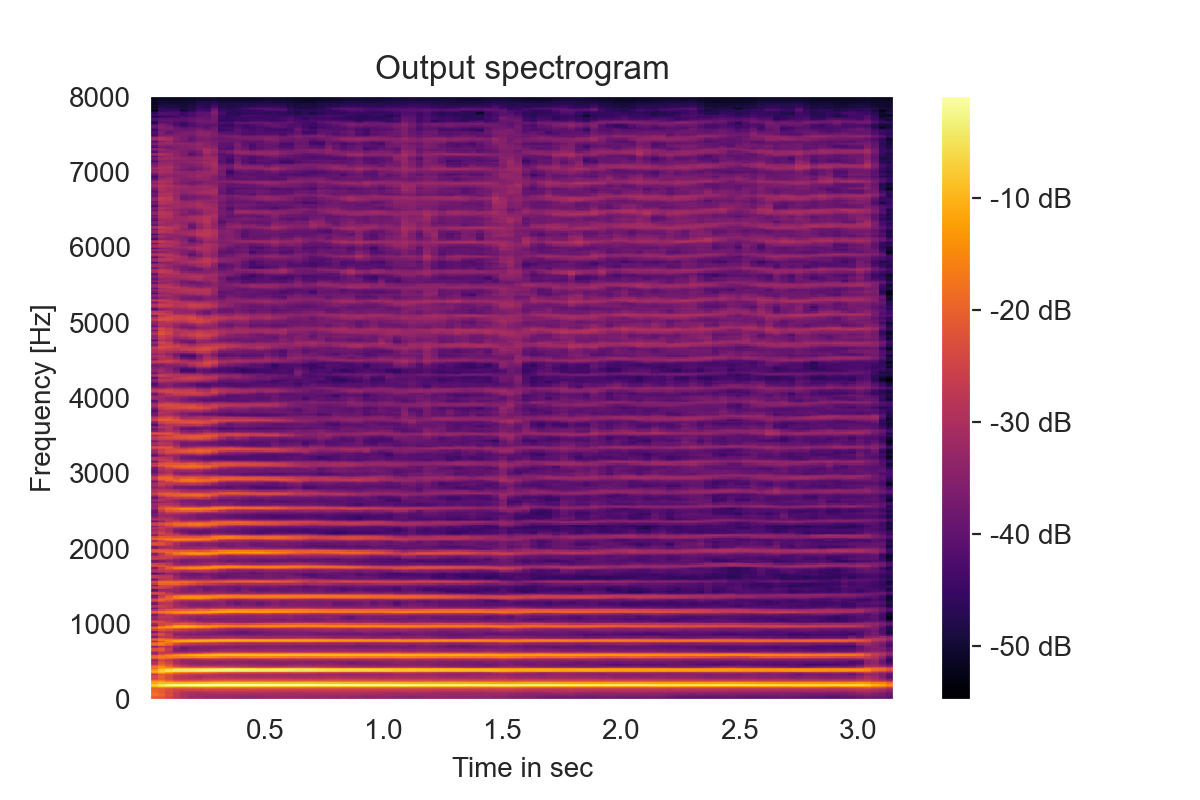 Output spectrogram
8000
7000
6000
5000
4000
3000
2000
1000
0
Frequency [Hz]
0.5 1.0 1.5 2.0 2.5 3.0
Time in sec
-10 dB
-20 dB
-30 dB
-40 dB
-50 dB